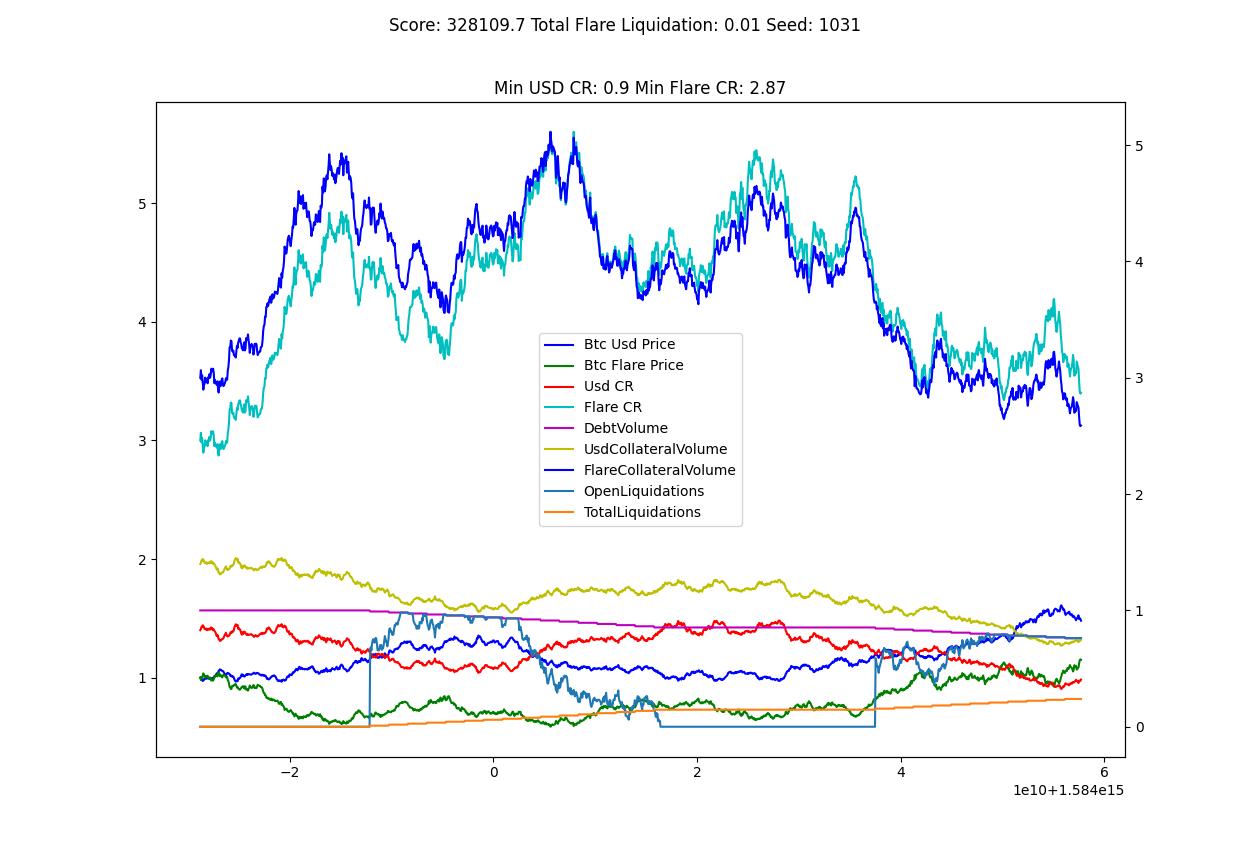 Score: 328109.7 Total Flare Liquidation: 0.01 Seed: 1031
Min USD CR: 0.9 Min Flare CR: 2.87
5
4
3
2
1
5
4
3
2
1
0
Btc Usd Price
Btc Flare Price
Usd CR
Flare CR
DebtVolume
UsdCollateralVolume
FlareCollateralVolume
OpenLiquidations
TotalLiquidations
−2
0
2
4
6
1e10+1.584e15